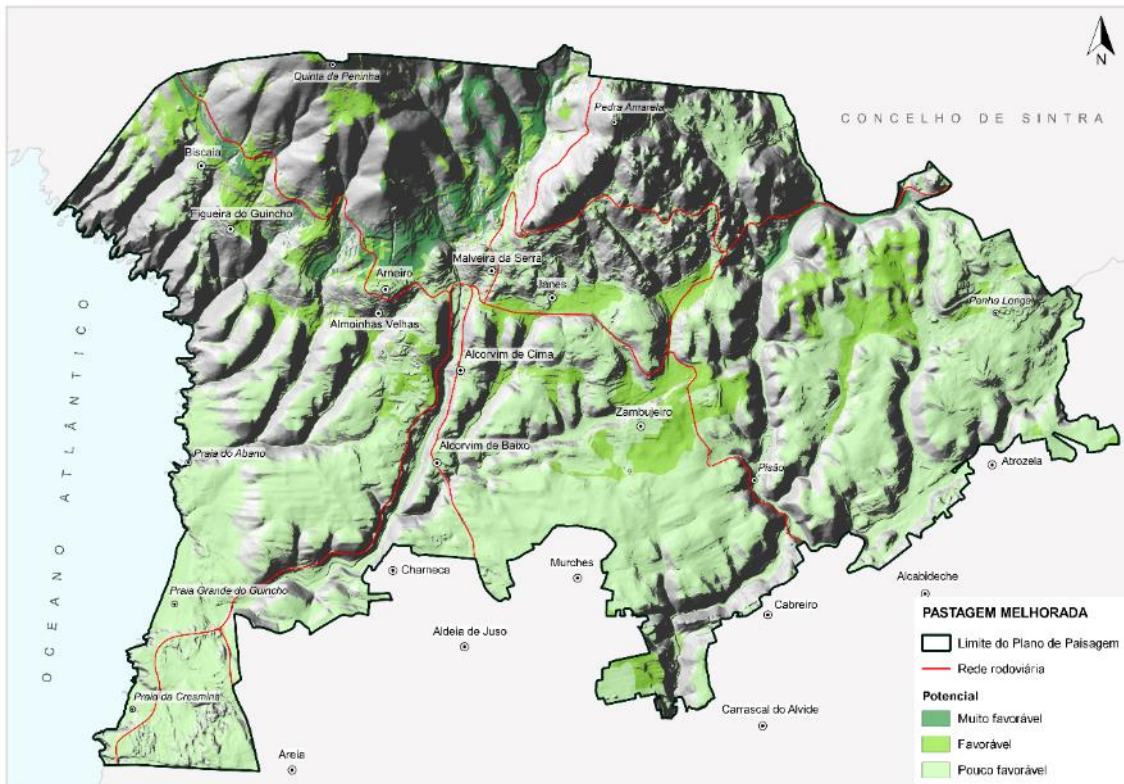 N
Quinta da Peninha
Pedra Amarela
CONCELHO DE SINTRA
Biscaia
Figueira do Guincho
Malveira da Serra
Arneiro
Janes
Penha Longa
Almoinhas Velhas
Alcorvim de Cima
Zambujeiro
OCEANO ATLÂNTICO
Praia do Abano
Alcorvim de Baixo
Atrozela
Pisão
Charneca
Murches
Alcabideche
Praia Grande do Guincho
Cabreiro
Aldeia de Juso
Praia da Cresmina
Carrascal do Alvide
Areia
PASTAGEM MELHORADA
Limite do Plano de Paisagem
Rede rodoviária
Potencial
Muito favorável
Favorável
Pouco favorável